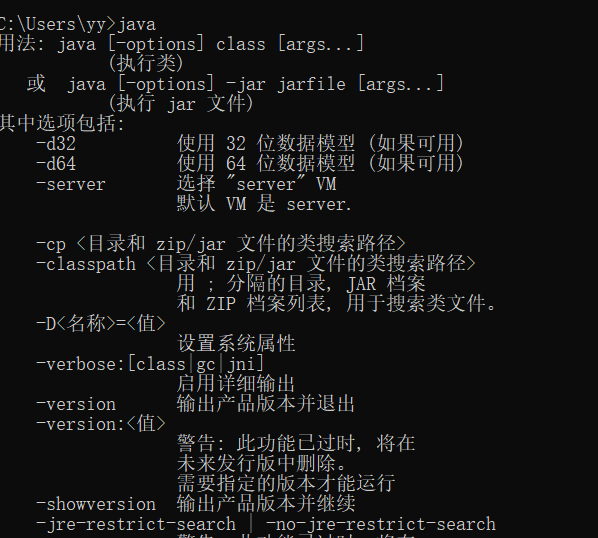 C:\Users\yy>java
用法: java [-options] class [args...]
(执行类)
或 java [-options] -jar jarfile [args...]
(执行 jar 文件)
其中选项包括:
-d32 使用 32 位数据模型 (如果可用)
-d64 使用 64 位数据模型 (如果可用)
-server 选择 "server" VM
默认 VM 是 server.
-cp <目录和 zip/jar 文件的类搜索路径>
-classpath <目录和 zip/jar 文件的类搜索路径>
用 ; 分隔的目录, JAR 档案
和 ZIP 档案列表, 用于搜索类文件。
-D<名称>=<值>
设置系统属性
-verbose:[class|gc|jni]
启用详细输出
-version 输出产品版本并退出
-version:<值>
警告: 此功能已过时, 将在
未来发行版中删除。
需要指定的版本才能运行
-showversion 输出产品版本并继续
-jre-restrict-search | -no-jre-restrict-search
警告: 此功能已过时, 将在